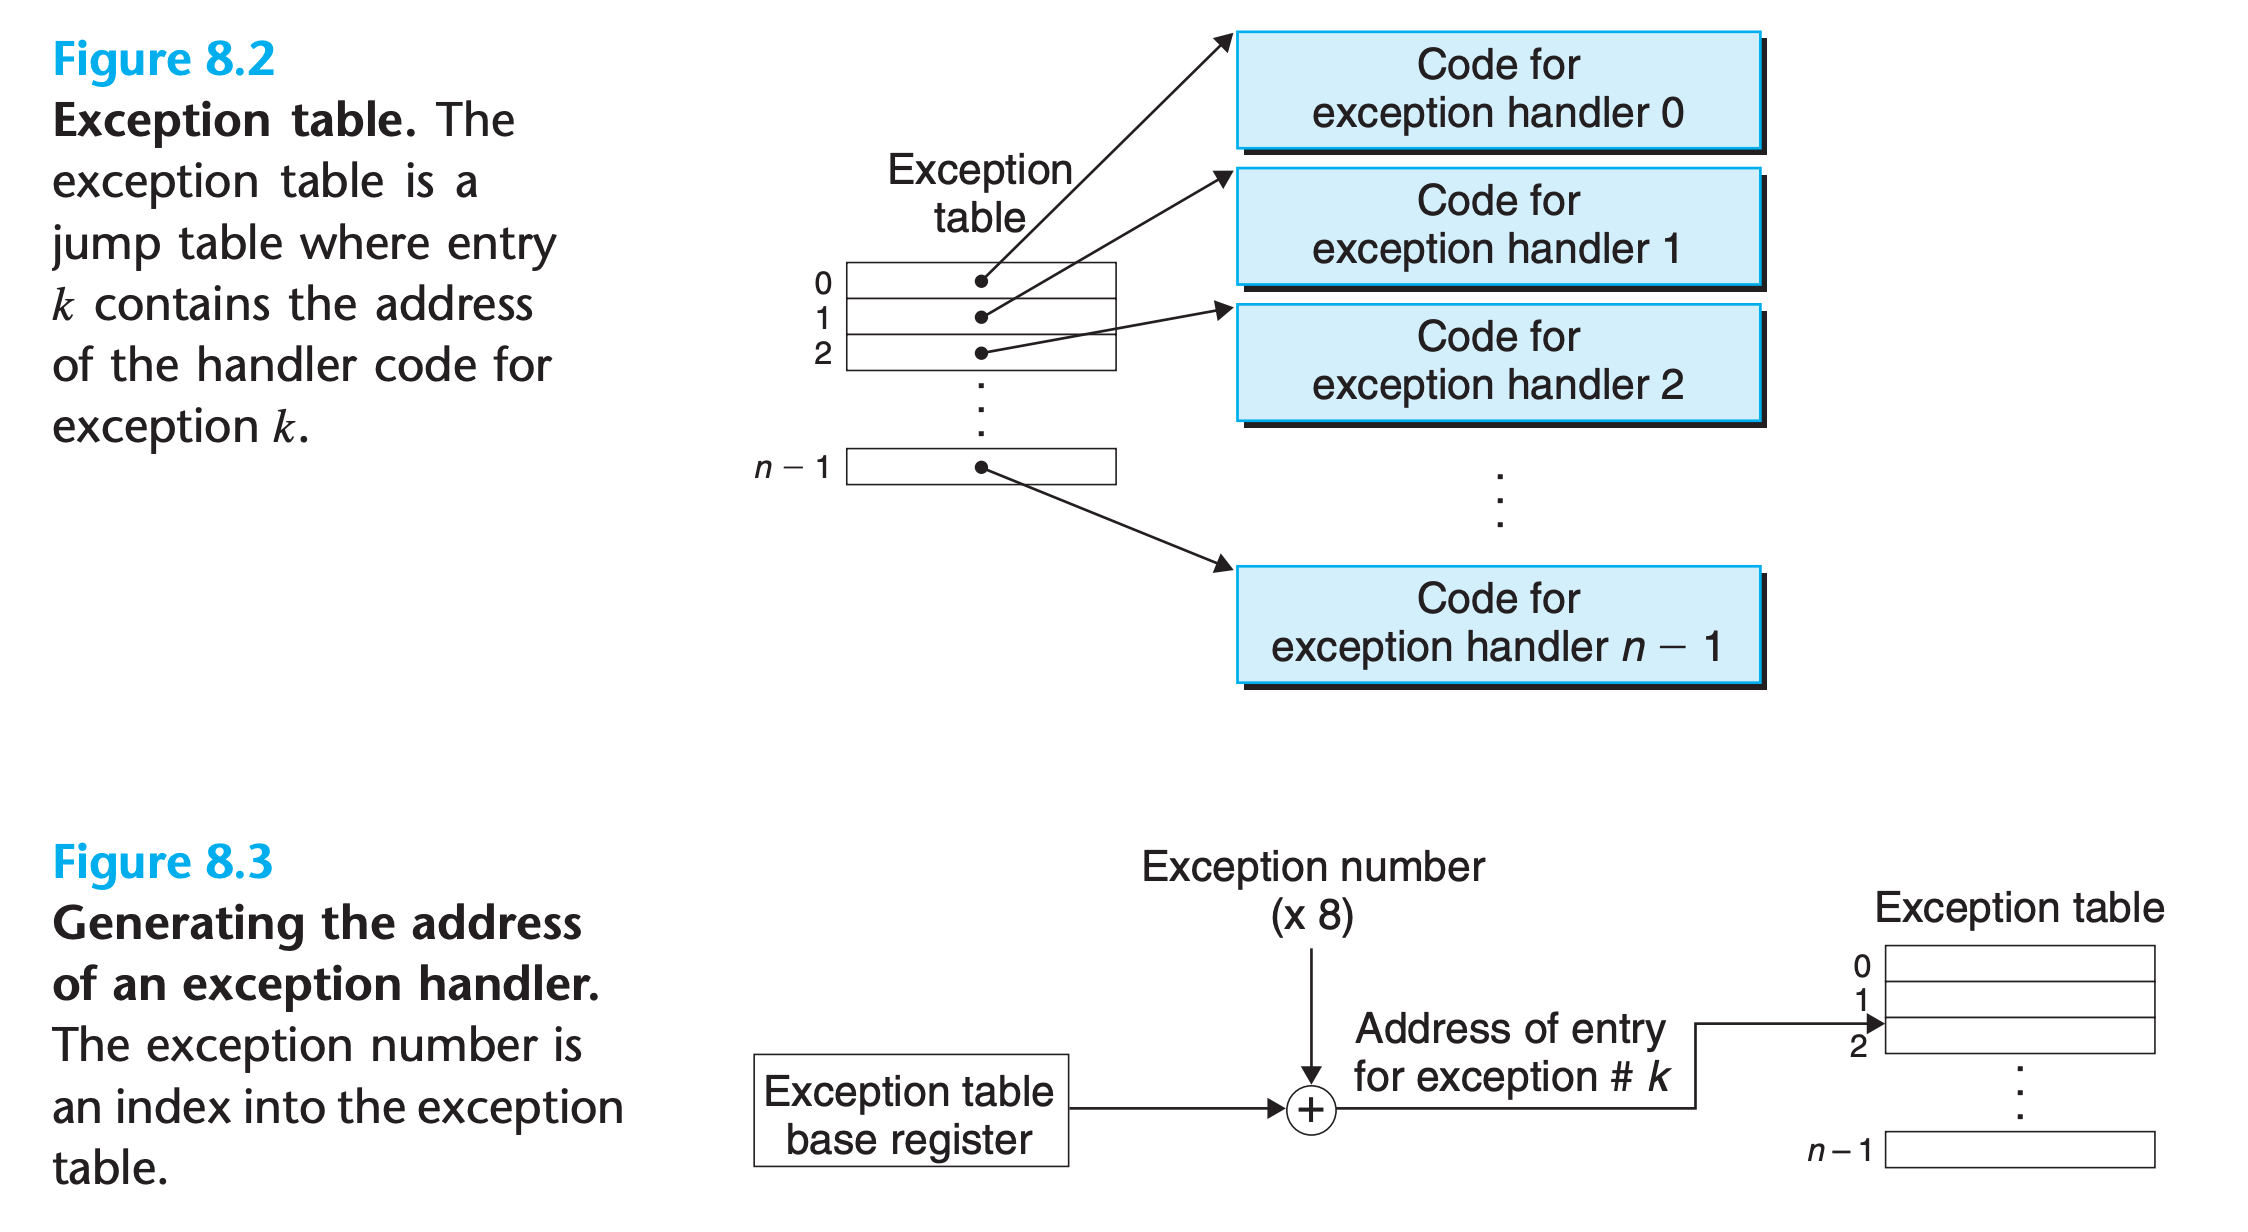 Figure 8.2
Exception table. The
exception table is a
jump table where entry
k contains the address
of the handler code for
exception k.
Exception
table
0
1
2
n – 1
Code for
exception handler 0
Code for
exception handler 1
Code for
exception handler 2
Code for
exception handler n – 1
Figure 8.3
Generating the address
of an exception handler.
The exception number is
an index into the exception
table.
Exception number
(x 8)
Exception table
base register
+
Address of entry
for exception # k
Exception table
0
1
2
n – 1